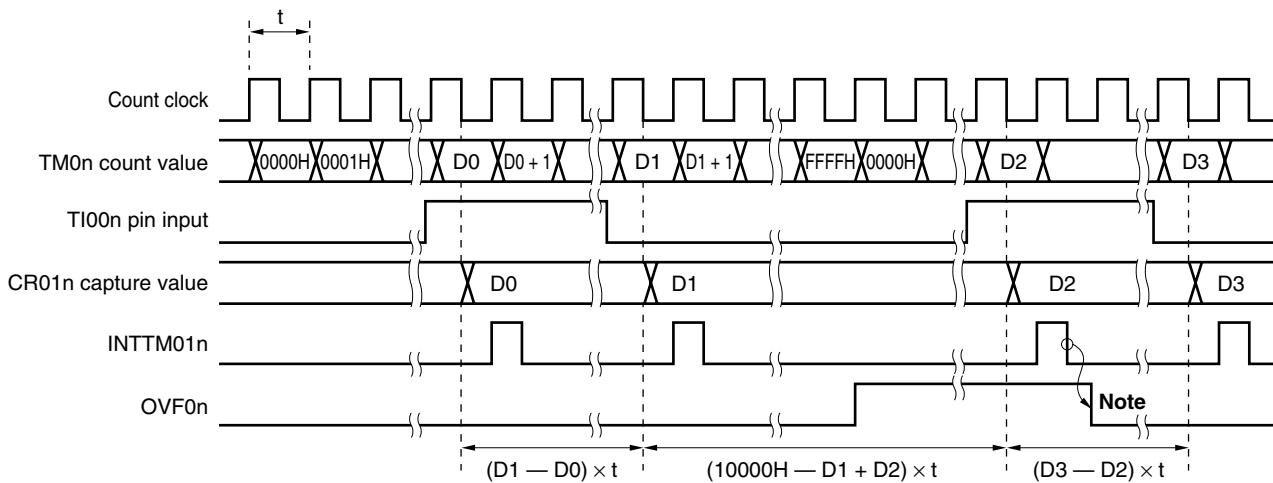 t
Count clock
TM0n count value 0000H 0001H D0 D0 + 1 D1 D1 + 1 FFFFH 0000H D2 D3
TI00n pin input
CR01n capture value D0 D1 D2 D3
INTTM01n
OVF0n Note
(D1 — D0) × t (10000H — D1 + D2) × t (D3 — D2) × t